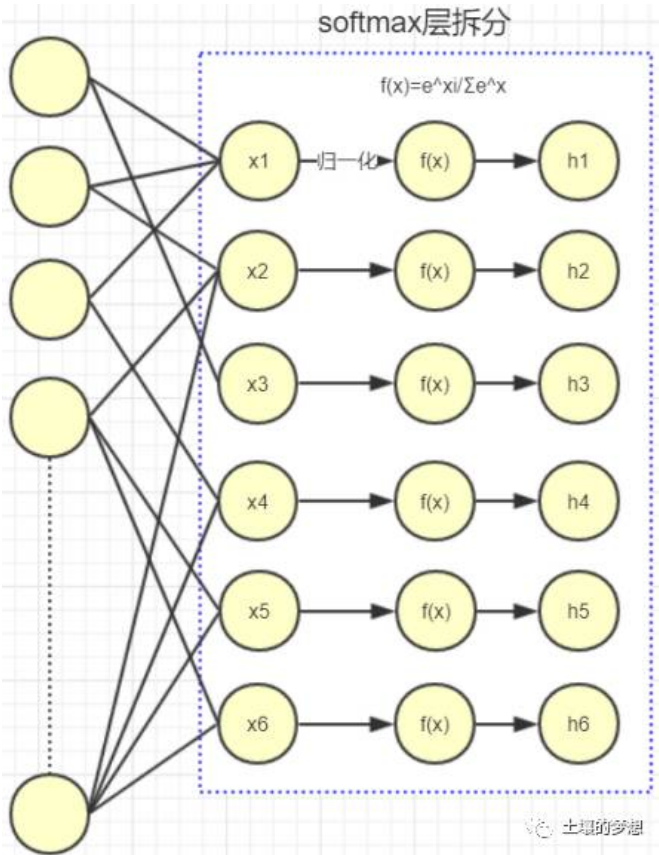 softmax层拆分
f(x)=e^xi/Σe^x
x1 归一化 f(x) h1
x2 f(x) h2
x3 f(x) h3
x4 f(x) h4
x5 f(x) h5
x6 f(x) h6
土壤的梦想